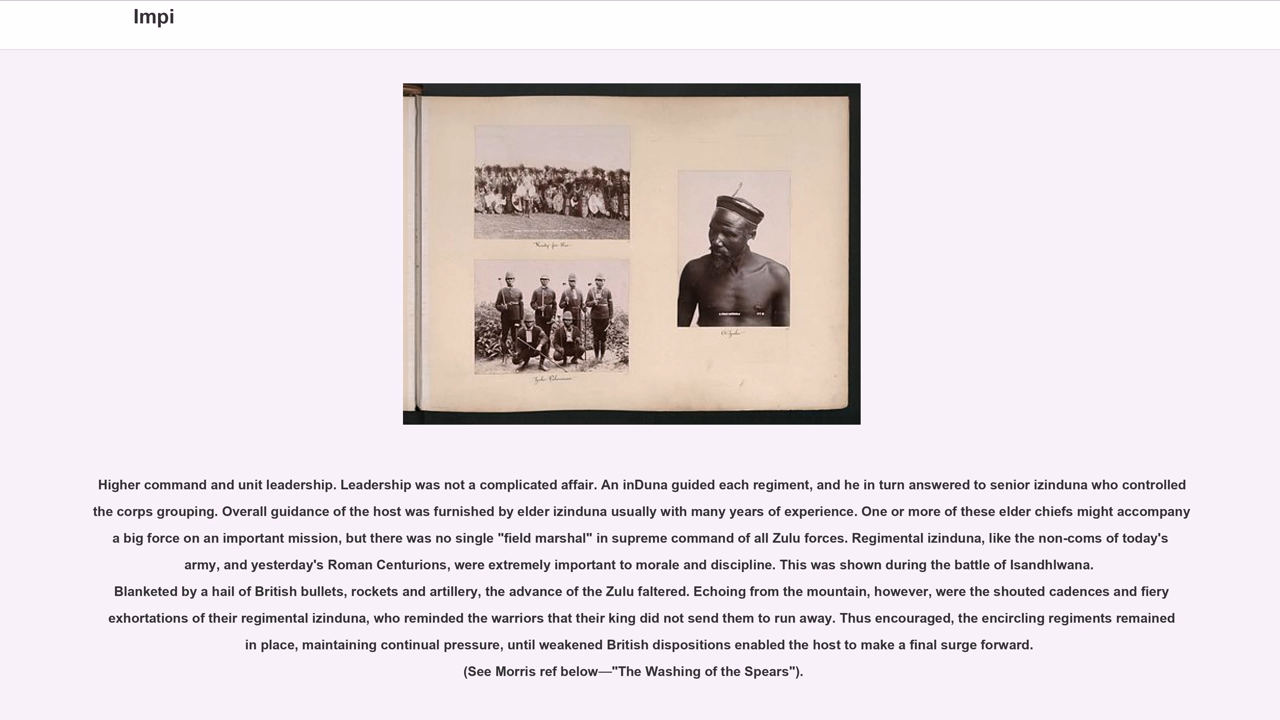 Impi
Ready for War
Zulu Policemen
A Zulu
Higher command and unit leadership. Leadership was not a complicated affair. An inDuna guided each regiment, and he in turn answered to senior izinduna who controlled
the corps grouping. Overall guidance of the host was furnished by elder izinduna usually with many years of experience. One or more of these elder chiefs might accompany
a big force on an important mission, but there was no single "field marshal" in supreme command of all Zulu forces. Regimental izinduna, like the non-coms of today's
army, and yesterday's Roman Centurions, were extremely important to morale and discipline. This was shown during the battle of Isandhlwana.
Blanketed by a hail of British bullets, rockets and artillery, the advance of the Zulu faltered. Echoing from the mountain, however, were the shouted cadences and fiery
exhortations of their regimental izinduna, who reminded the warriors that their king did not send them to run away. Thus encouraged, the encircling regiments remained
in place, maintaining continual pressure, until weakened British dispositions enabled the host to make a final surge forward.
(See Morris ref below—"The Washing of the Spears").